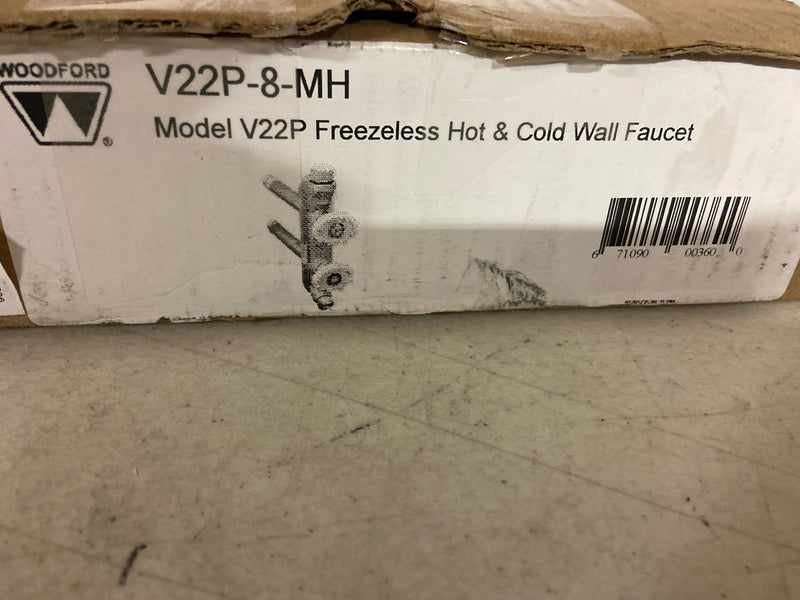 WOODFORD
®
V22P-8-MH
Model V22P Freezeless Hot & Cold Wall Faucet
6 71090 00360 0